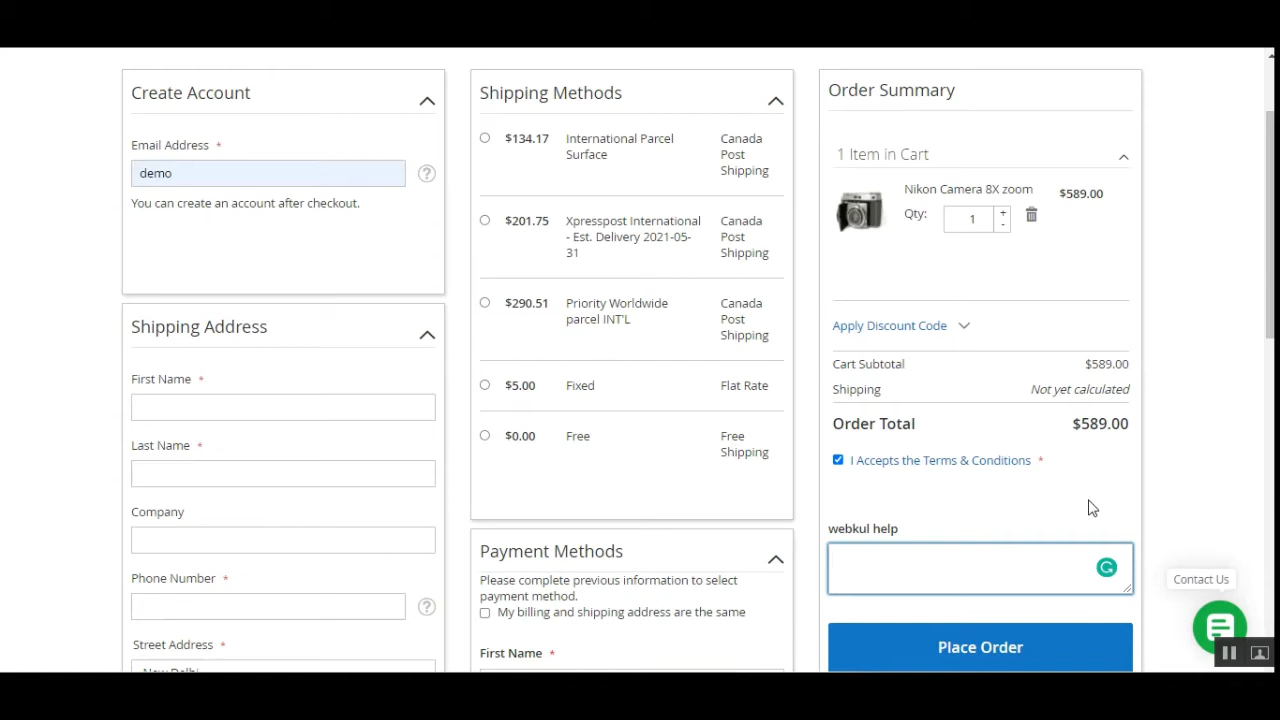 Create Account
Email Address *
demo
?
You can create an account after checkout.
Shipping Address
First Name *
Last Name *
Company
Phone Number *
?
Street Address *
New Delhi
Shipping Methods
$134.17 International Parcel Surface Canada Post Shipping
$201.75 Xpresspost International - Est. Delivery 2021-05-31 Canada Post Shipping
$290.51 Priority Worldwide parcel INT'L Canada Post Shipping
$5.00 Fixed Flat Rate
$0.00 Free Free Shipping
Payment Methods
Please complete previous information to select
payment method.
My billing and shipping address are the same
First Name *
Order Summary
1 Item in Cart
Nikon Camera 8X zoom $589.00
Qty: 1 + -
Apply Discount Code
Cart Subtotal $589.00
Shipping Not yet calculated
Order Total $589.00
I Accepts the Terms & Conditions *
webkul help
Place Order
Contact Us